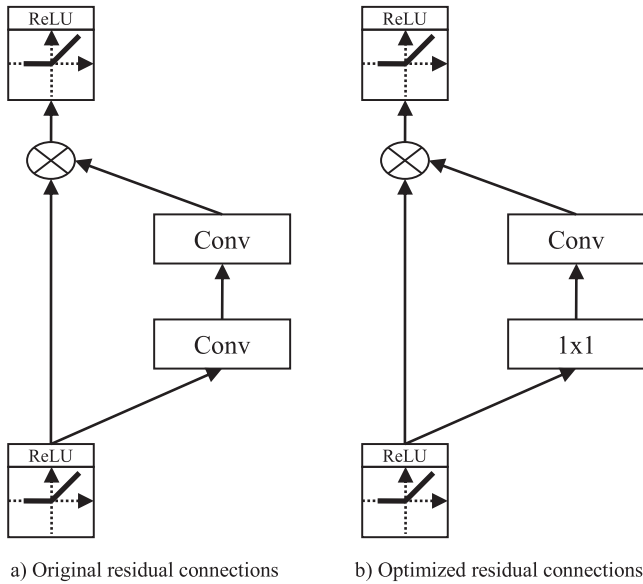 ReLU
Conv
Conv
ReLU
a) Original residual connections
ReLU
Conv
1x1
ReLU
b) Optimized residual connections